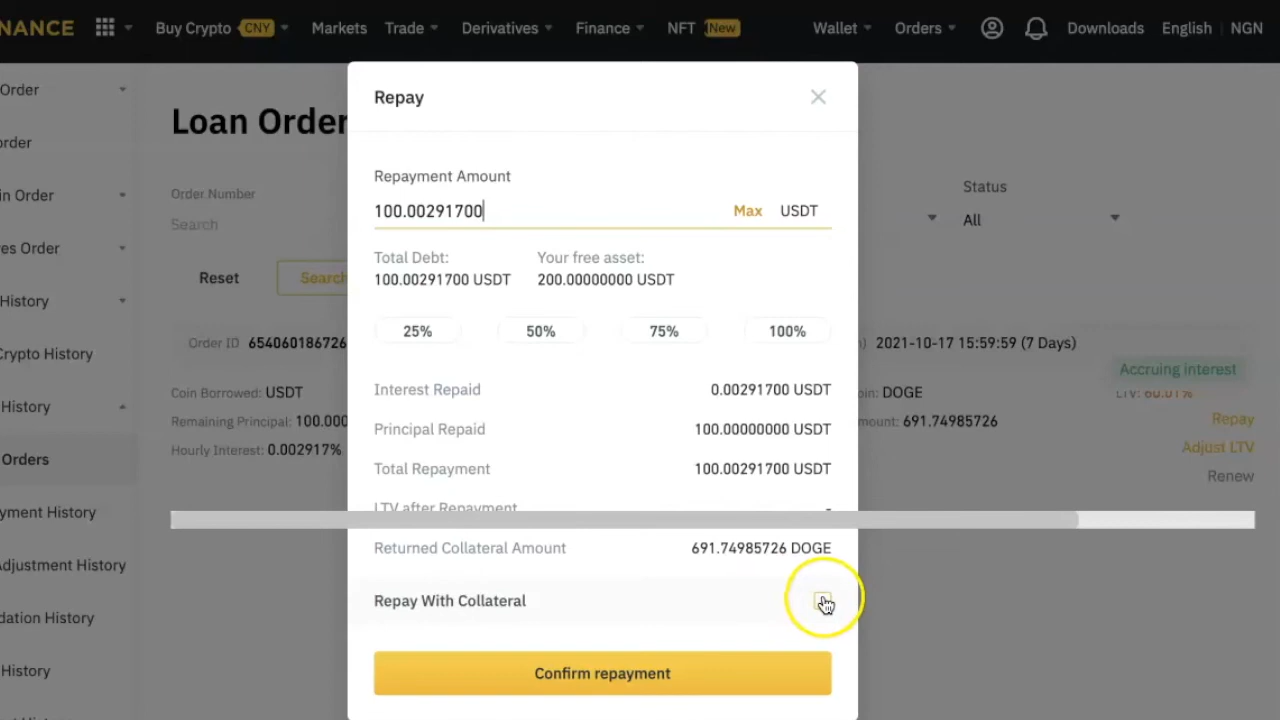 NANCE Buy Crypto CNY Markets Trade Derivatives Finance NFT New Wallet Orders Downloads English NGN
Order
order
in Order
es Order
History
Crypto History
History
Orders
yment History
Adjustment History
dation History
History
Loan Order
Order Number
Search
Reset Search
Status
All
Order ID 654060186726
2021-10-17 15:59:59 (7 Days)
Coin Borrowed: USDT
Remaining Principal: 100.000
Hourly Interest: 0.002917%
oin: DOGE
mount: 691.74985726
Accruing interest
LTV: 60.01%
Repay
Adjust LTV
Renew
Repay
Repayment Amount
100.00291700 Max USDT
Total Debt: Your free asset:
100.00291700 USDT 200.00000000 USDT
25% 50% 75% 100%
Interest Repaid 0.00291700 USDT
Principal Repaid 100.00000000 USDT
Total Repayment 100.00291700 USDT
LTV after Repayment -
Returned Collateral Amount 691.74985726 DOGE
Repay With Collateral
Confirm repayment